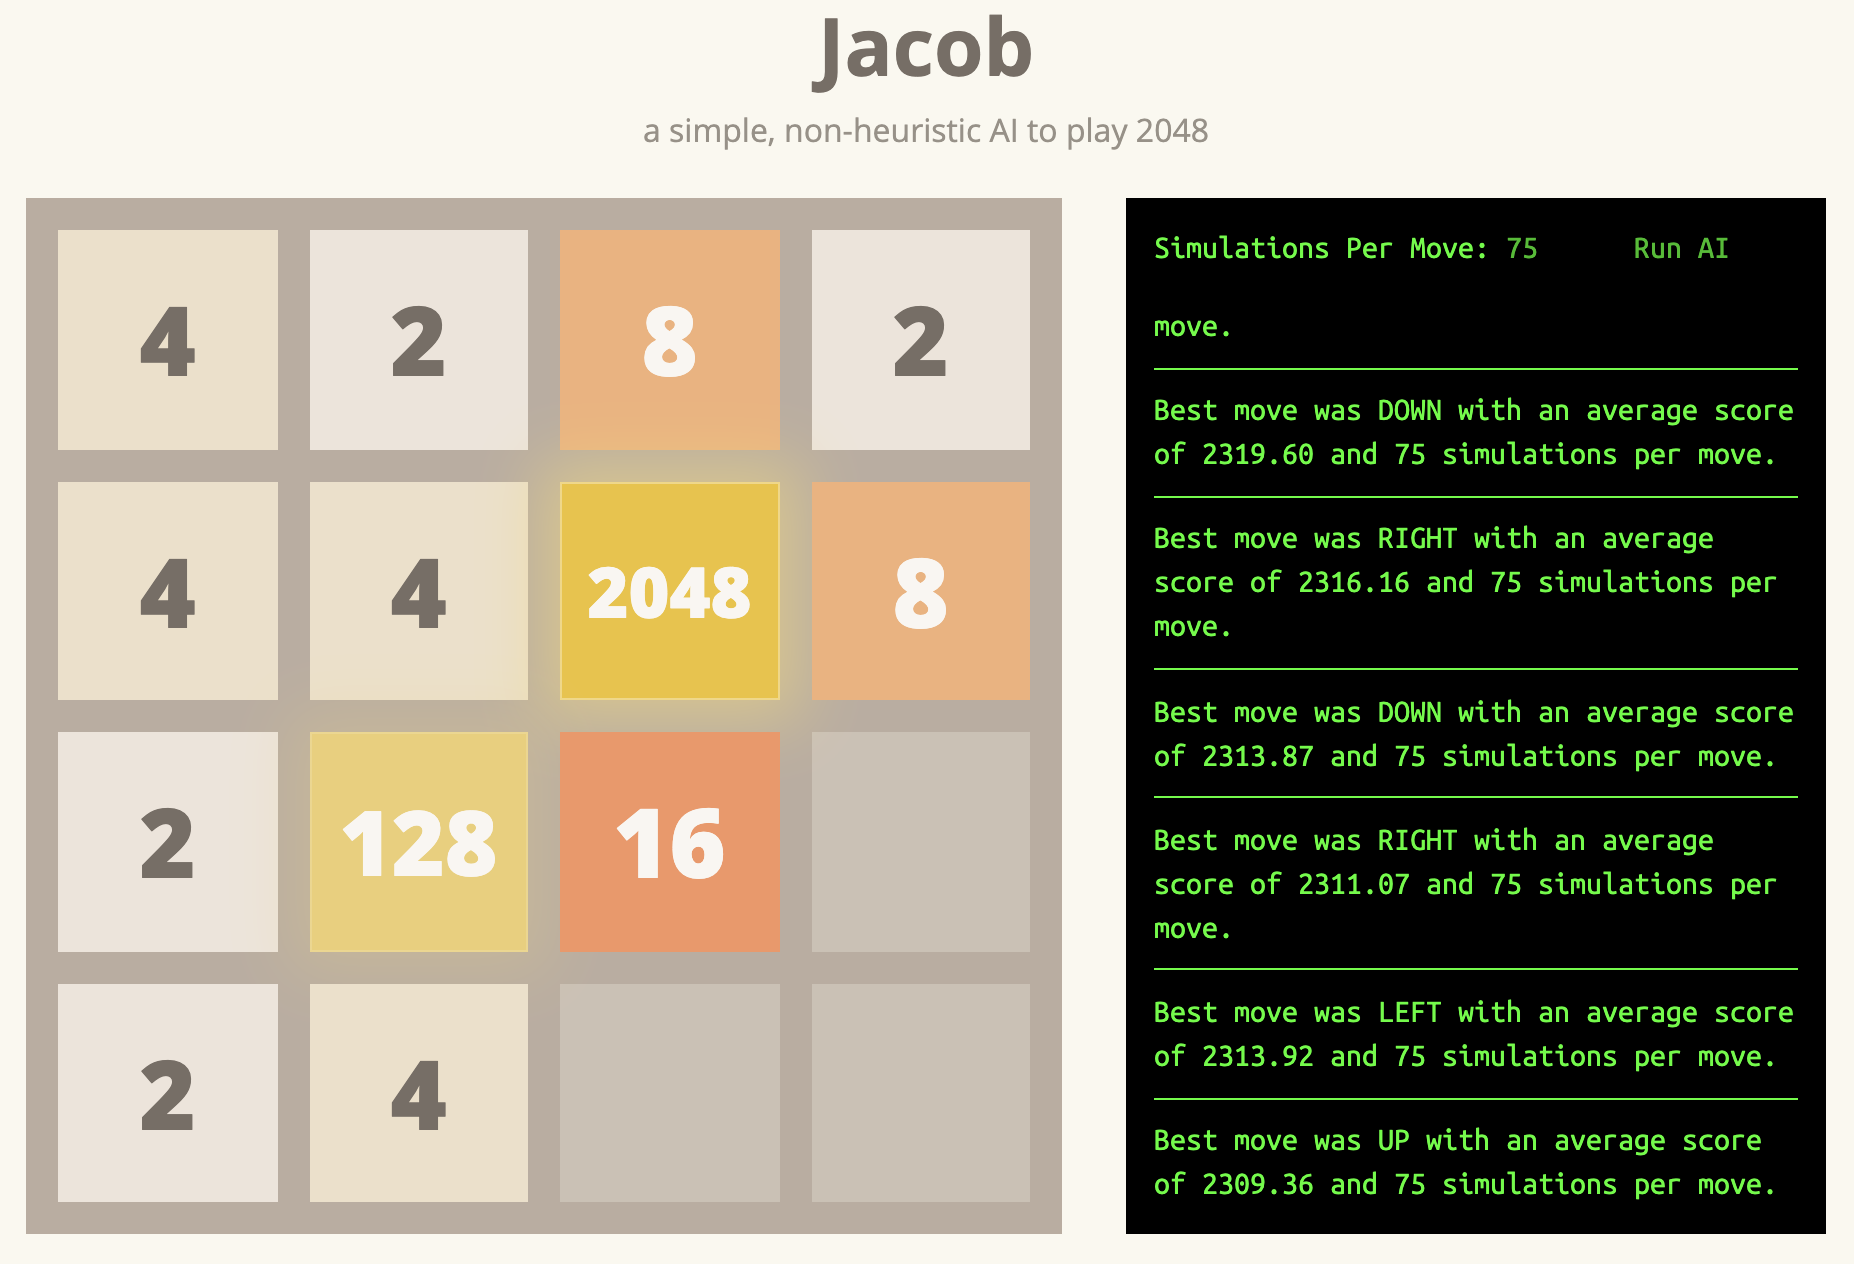 Jacob
a simple, non-heuristic AI to play 2048
4 2 8 2
4 4 2048 8
2 128 16
2 4
Simulations Per Move: 75 Run AI
move.
Best move was DOWN with an average score
of 2319.60 and 75 simulations per move.
Best move was RIGHT with an average
score of 2316.16 and 75 simulations per
move.
Best move was DOWN with an average score
of 2313.87 and 75 simulations per move.
Best move was RIGHT with an average
score of 2311.07 and 75 simulations per
move.
Best move was LEFT with an average score
of 2313.92 and 75 simulations per move.
Best move was UP with an average score
of 2309.36 and 75 simulations per move.